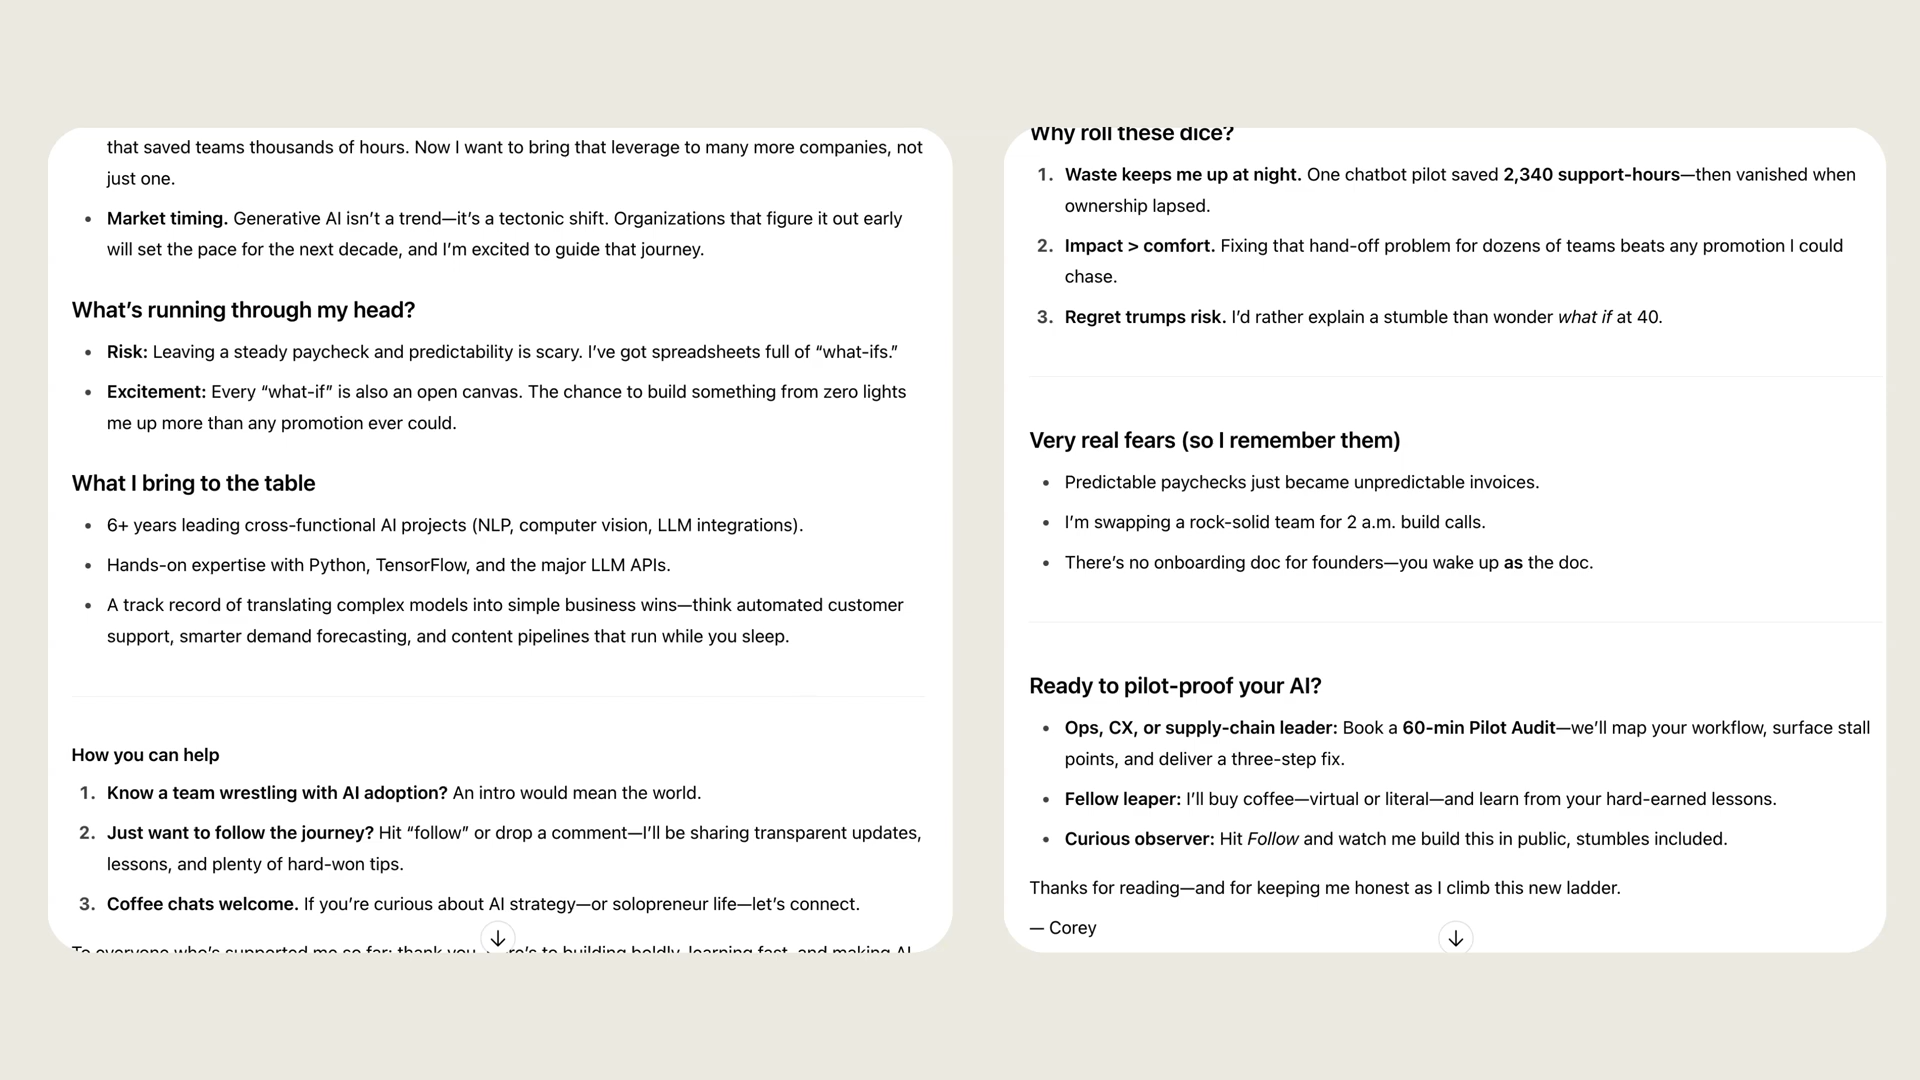 that saved teams thousands of hours. Now I want to bring that leverage to many more companies, not
just one.
• Market timing. Generative AI isn’t a trend—it’s a tectonic shift. Organizations that figure it out early
will set the pace for the next decade, and I’m excited to guide that journey.
What’s running through my head?
• Risk: Leaving a steady paycheck and predictability is scary. I’ve got spreadsheets full of “what-ifs.”
• Excitement: Every “what-if” is also an open canvas. The chance to build something from zero lights
me up more than any promotion ever could.
What I bring to the table
• 6+ years leading cross-functional AI projects (NLP, computer vision, LLM integrations).
• Hands-on expertise with Python, TensorFlow, and the major LLM APIs.
• A track record of translating complex models into simple business wins—think automated customer
support, smarter demand forecasting, and content pipelines that run while you sleep.
How you can help
1. Know a team wrestling with AI adoption? An intro would mean the world.
2. Just want to follow the journey? Hit “follow” or drop a comment—I’ll be sharing transparent updates,
lessons, and plenty of hard-won tips.
3. Coffee chats welcome. If you’re curious about AI strategy—or solopreneur life—let’s connect.
To everyone who’s supported me so far: thank you to building boldly, learning fast, and making AI
Why roll these dice?
1. Waste keeps me up at night. One chatbot pilot saved 2,340 support-hours—then vanished when
ownership lapsed.
2. Impact > comfort. Fixing that hand-off problem for dozens of teams beats any promotion I could
chase.
3. Regret trumps risk. I’d rather explain a stumble than wonder what if at 40.
Very real fears (so I remember them)
• Predictable paychecks just became unpredictable invoices.
• I’m swapping a rock-solid team for 2 a.m. build calls.
• There’s no onboarding doc for founders—you wake up as the doc.
Ready to pilot-proof your AI?
• Ops, CX, or supply-chain leader: Book a 60-min Pilot Audit—we’ll map your workflow, surface stall
points, and deliver a three-step fix.
• Fellow leaper: I’ll buy coffee—virtual or literal—and learn from your hard-earned lessons.
• Curious observer: Hit Follow and watch me build this in public, stumbles included.
Thanks for reading—and for keeping me honest as I climb this new ladder.
— Corey